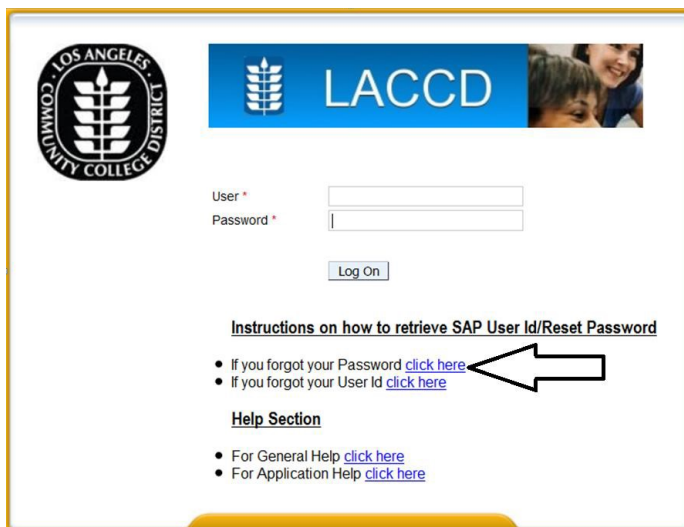 LOS ANGELES
COMMUNITY COLLEGE DISTRICT
LACCD
User *
Password *
Log On
Instructions on how to retrieve SAP User Id/Reset Password
If you forgot your Password click here
If you forgot your User Id click here
Help Section
For General Help click here
For Application Help click here